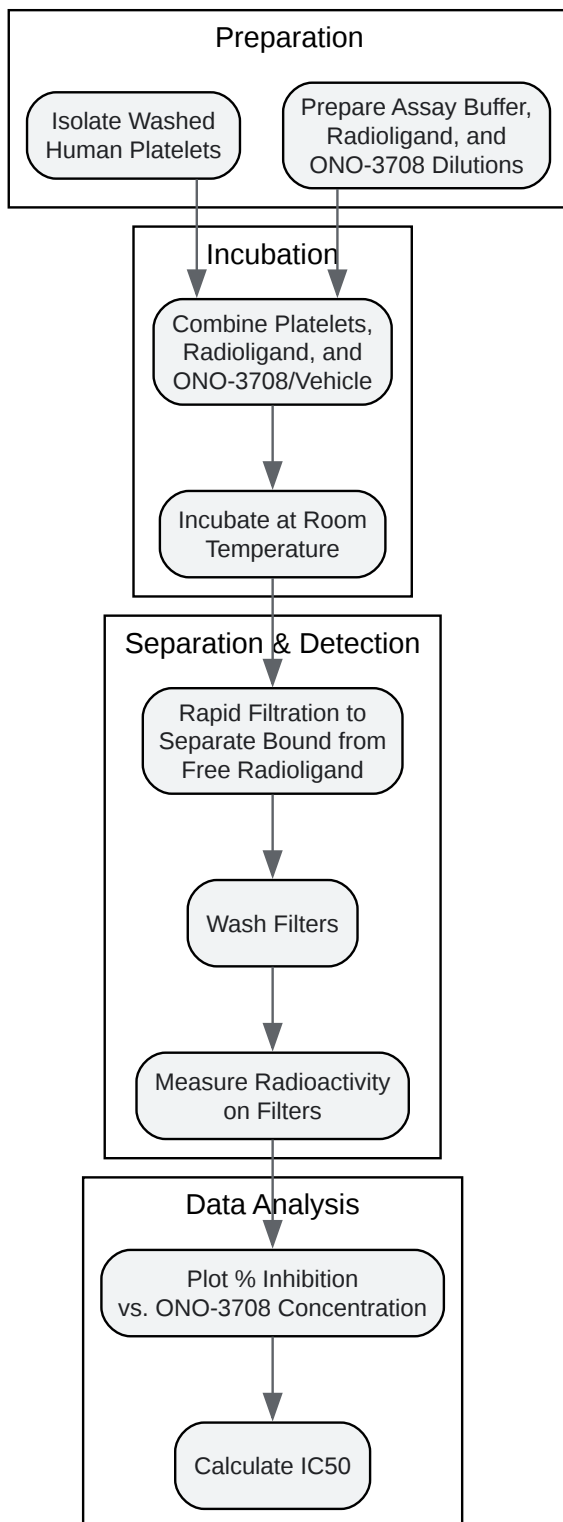 Preparation
Isolate Washed
Human Platelets
Prepare Assay Buffer,
Radioligand, and
ONO-3708 Dilutions
Incubation
Combine Platelets,
Radioligand, and
ONO-3708/Vehicle
Incubate at Room
Temperature
Separation & Detection
Rapid Filtration to
Separate Bound from
Free Radioligand
Wash Filters
Measure Radioactivity
on Filters
Data Analysis
Plot % Inhibition
vs. ONO-3708 Concentration
Calculate IC50